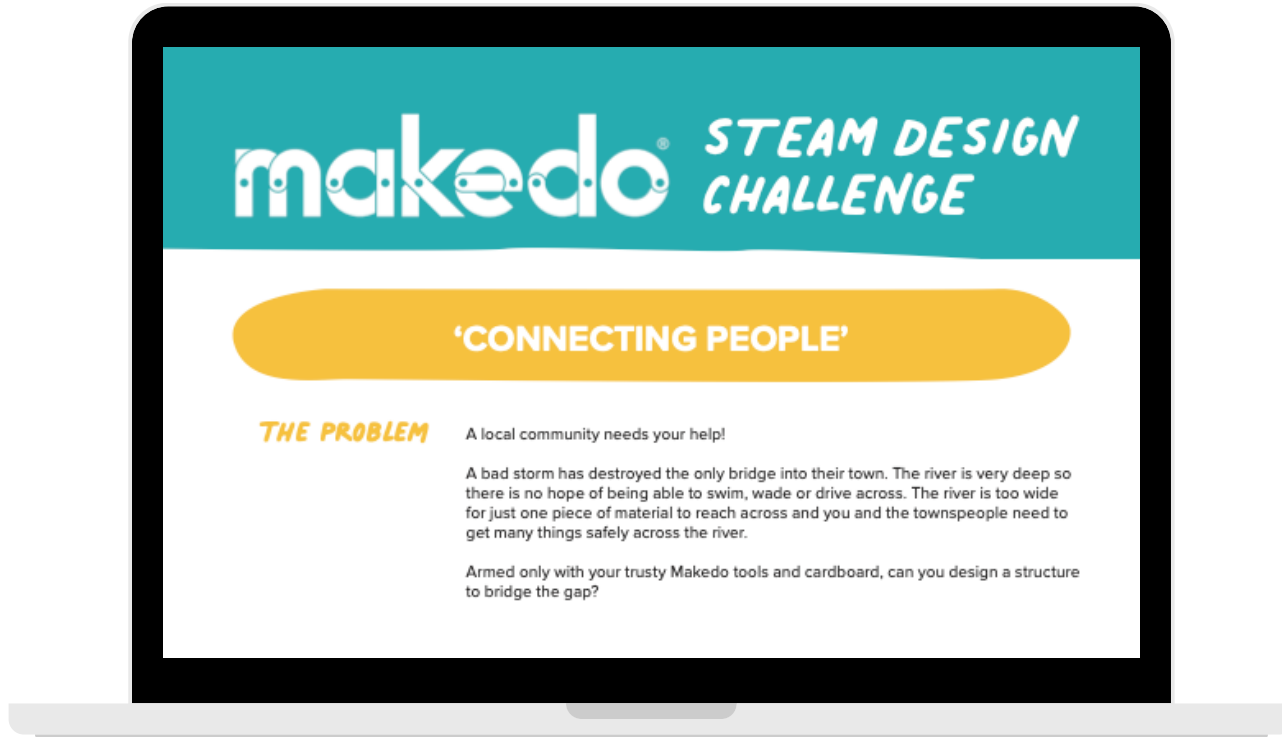 makedo®
STEAM DESIGN
CHALLENGE
‘CONNECTING PEOPLE’
THE PROBLEM
A local community needs your help!
A bad storm has destroyed the only bridge into their town. The river is very deep so
there is no hope of being able to swim, wade or drive across. The river is too wide
for just one piece of material to reach across and you and the townspeople need to
get many things safely across the river.
Armed only with your trusty Makedo tools and cardboard, can you design a structure
to bridge the gap?